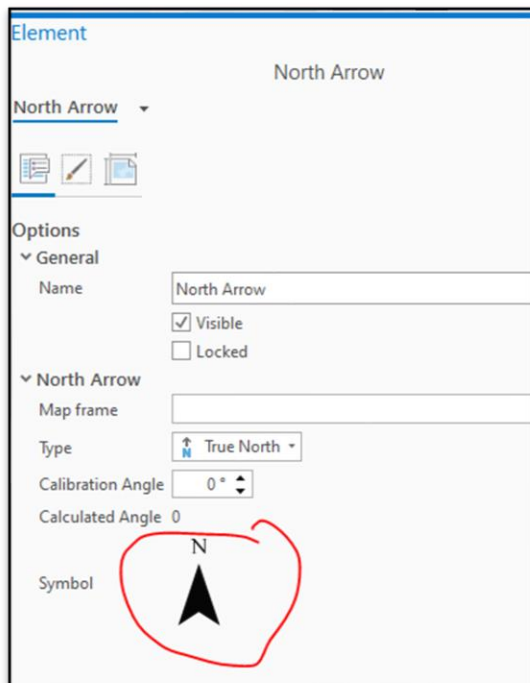 Element
North Arrow
North Arrow
Options
General
Name North Arrow
Visible
Locked
North Arrow
Map frame
Type N True North
Calibration Angle 0 °
Calculated Angle 0
N
Symbol